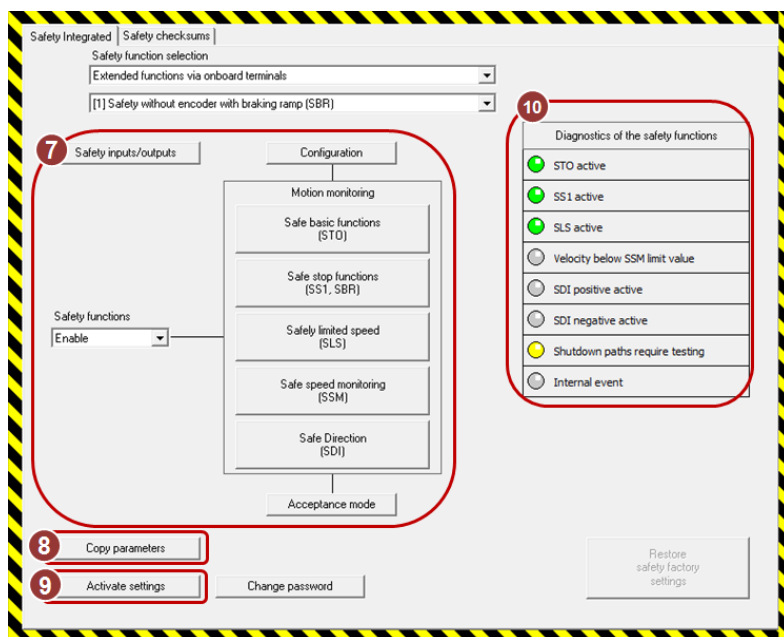 Safety Integrated
Safety checksums
Safety function selection
Extended functions via onboard terminals
[1] Safety without encoder with braking ramp (SBR)
7
Safety inputs/outputs
Configuration
Motion monitoring
Safe basic functions
(STO)
Safe stop functions
(SS1, SBR)
Safety functions
Enable
Safely limited speed
(SLS)
Safe speed monitoring
(SSM)
Safe Direction
(SDI)
Acceptance mode
10
Diagnostics of the safety functions
STO active
SS1 active
SLS active
Velocity below SSM limit value
SDI positive active
SDI negative active
Shutdown paths require testing
Internal event
8
Copy parameters
9
Activate settings
Change password
Restore
safety factory
settings